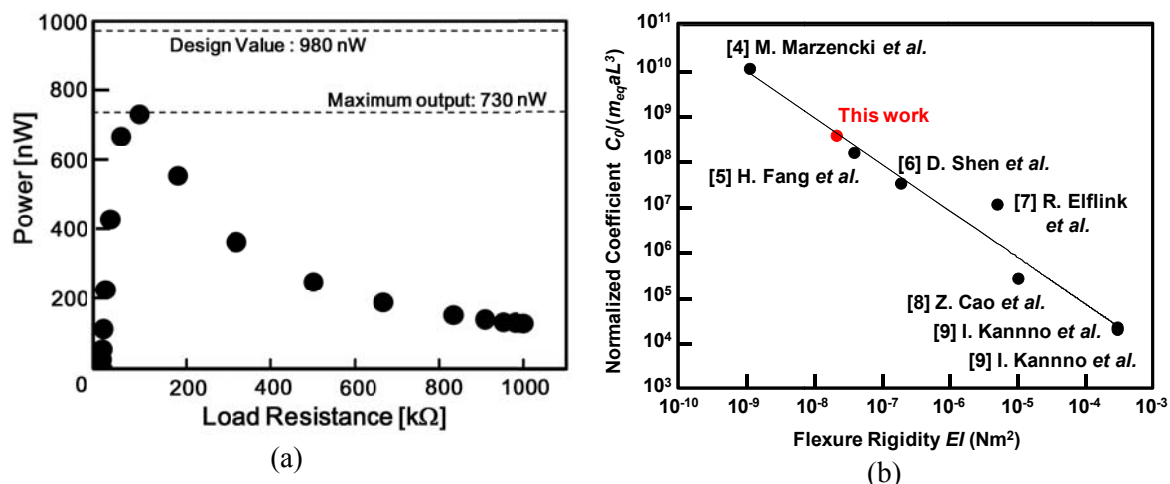 1000
800
600
400
200
0
Power [nW]
Design Value : 980 nW
Maximum output: 730 nW
0
200
400
600
800
1000
Load Resistance [kΩ]
(a)
10¹¹
10¹⁰
10⁹
10⁸
10⁷
10⁶
10⁵
10⁴
10³
Normalized Coefficient C₀/(mₑqaL³)
[4] M. Marzencki et al.
This work
[5] H. Fang et al.
[6] D. Shen et al.
[7] R. Elflink
et al.
[8] Z. Cao et al.
[9] I. Kannno et al.
[9] I. Kannno et al.
10⁻¹⁰
10⁻⁹
10⁻⁸
10⁻⁷
10⁻⁶
10⁻⁵
10⁻⁴
10⁻³
Flexure Rigidity EI (Nm²)
(b)